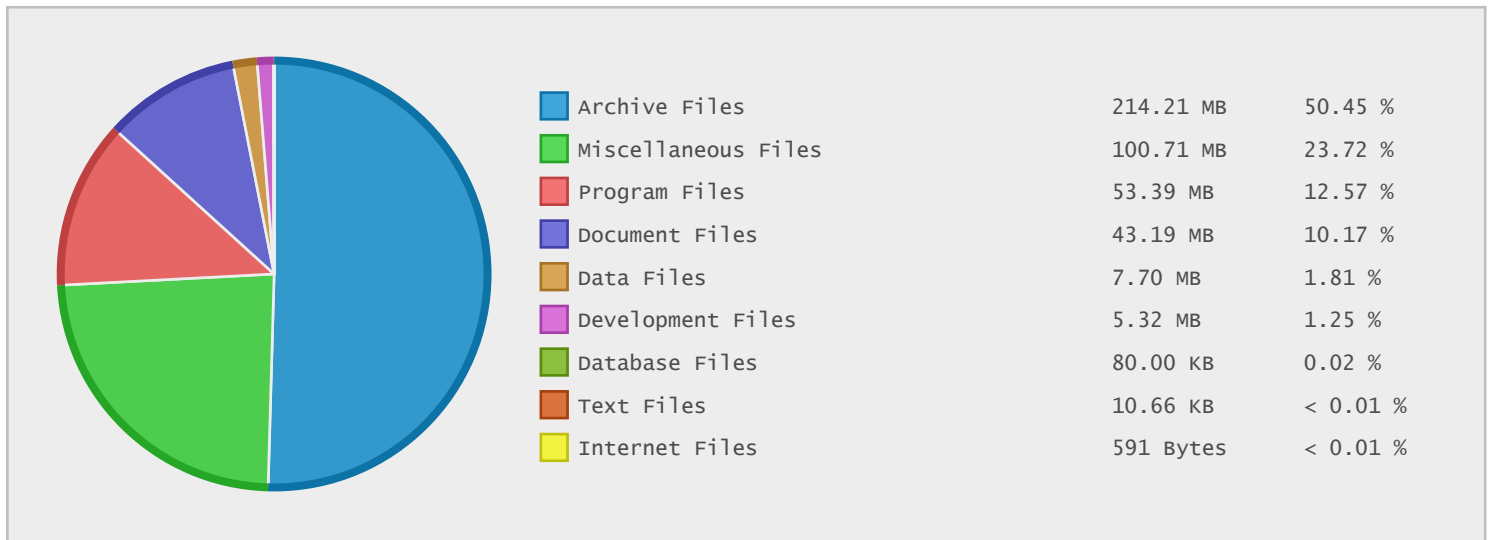 Archive Files 214.21 MB 50.45 %
Miscellaneous Files 100.71 MB 23.72 %
Program Files 53.39 MB 12.57 %
Document Files 43.19 MB 10.17 %
Data Files 7.70 MB 1.81 %
Development Files 5.32 MB 1.25 %
Database Files 80.00 KB 0.02 %
Text Files 10.66 KB < 0.01 %
Internet Files 591 Bytes < 0.01 %